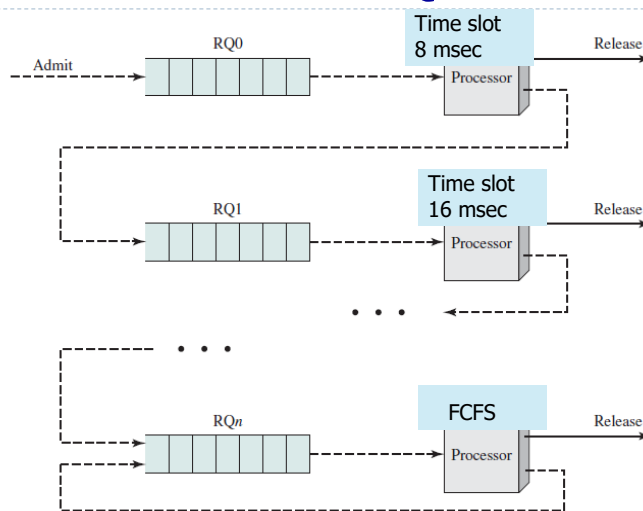 Time slot
8 msec
RQ0
Release
Admit
Processor
Time slot
16 msec
RQ1
Release
Processor
• • •
• • •
FCFS
RQn
Release
Processor